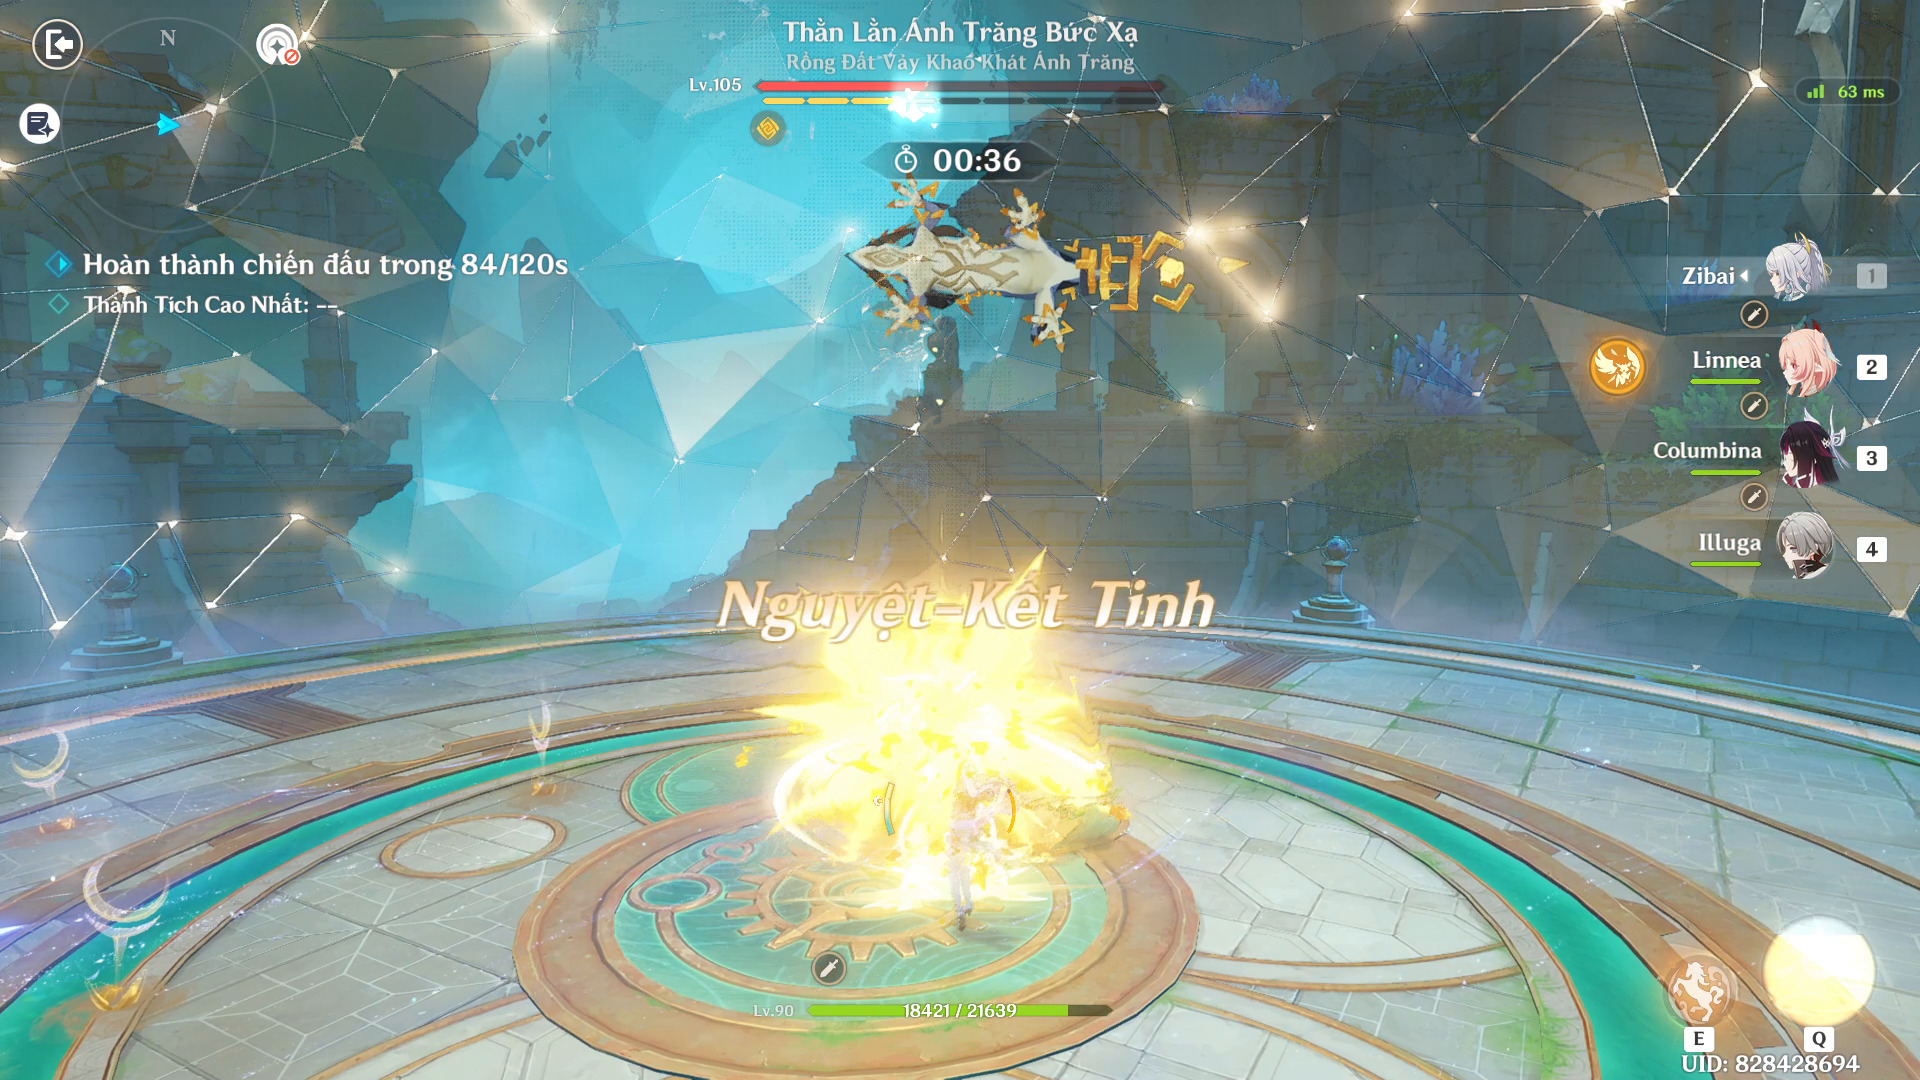 N
Thằn Lằn Ánh Trăng Bức Xạ
Rồng Đất Vảy Khao Khát Ánh Trăng
Lv.105
63 ms
00:36
Hoàn thành chiến đấu trong 84/120s
Thành Tích Cao Nhất: --
Zibai
1
Linnea
2
Columbina
3
Illuga
4
Nguyệt-Kết Tinh
Lv.90
18421 / 21639
E
Q
UID: 828428694